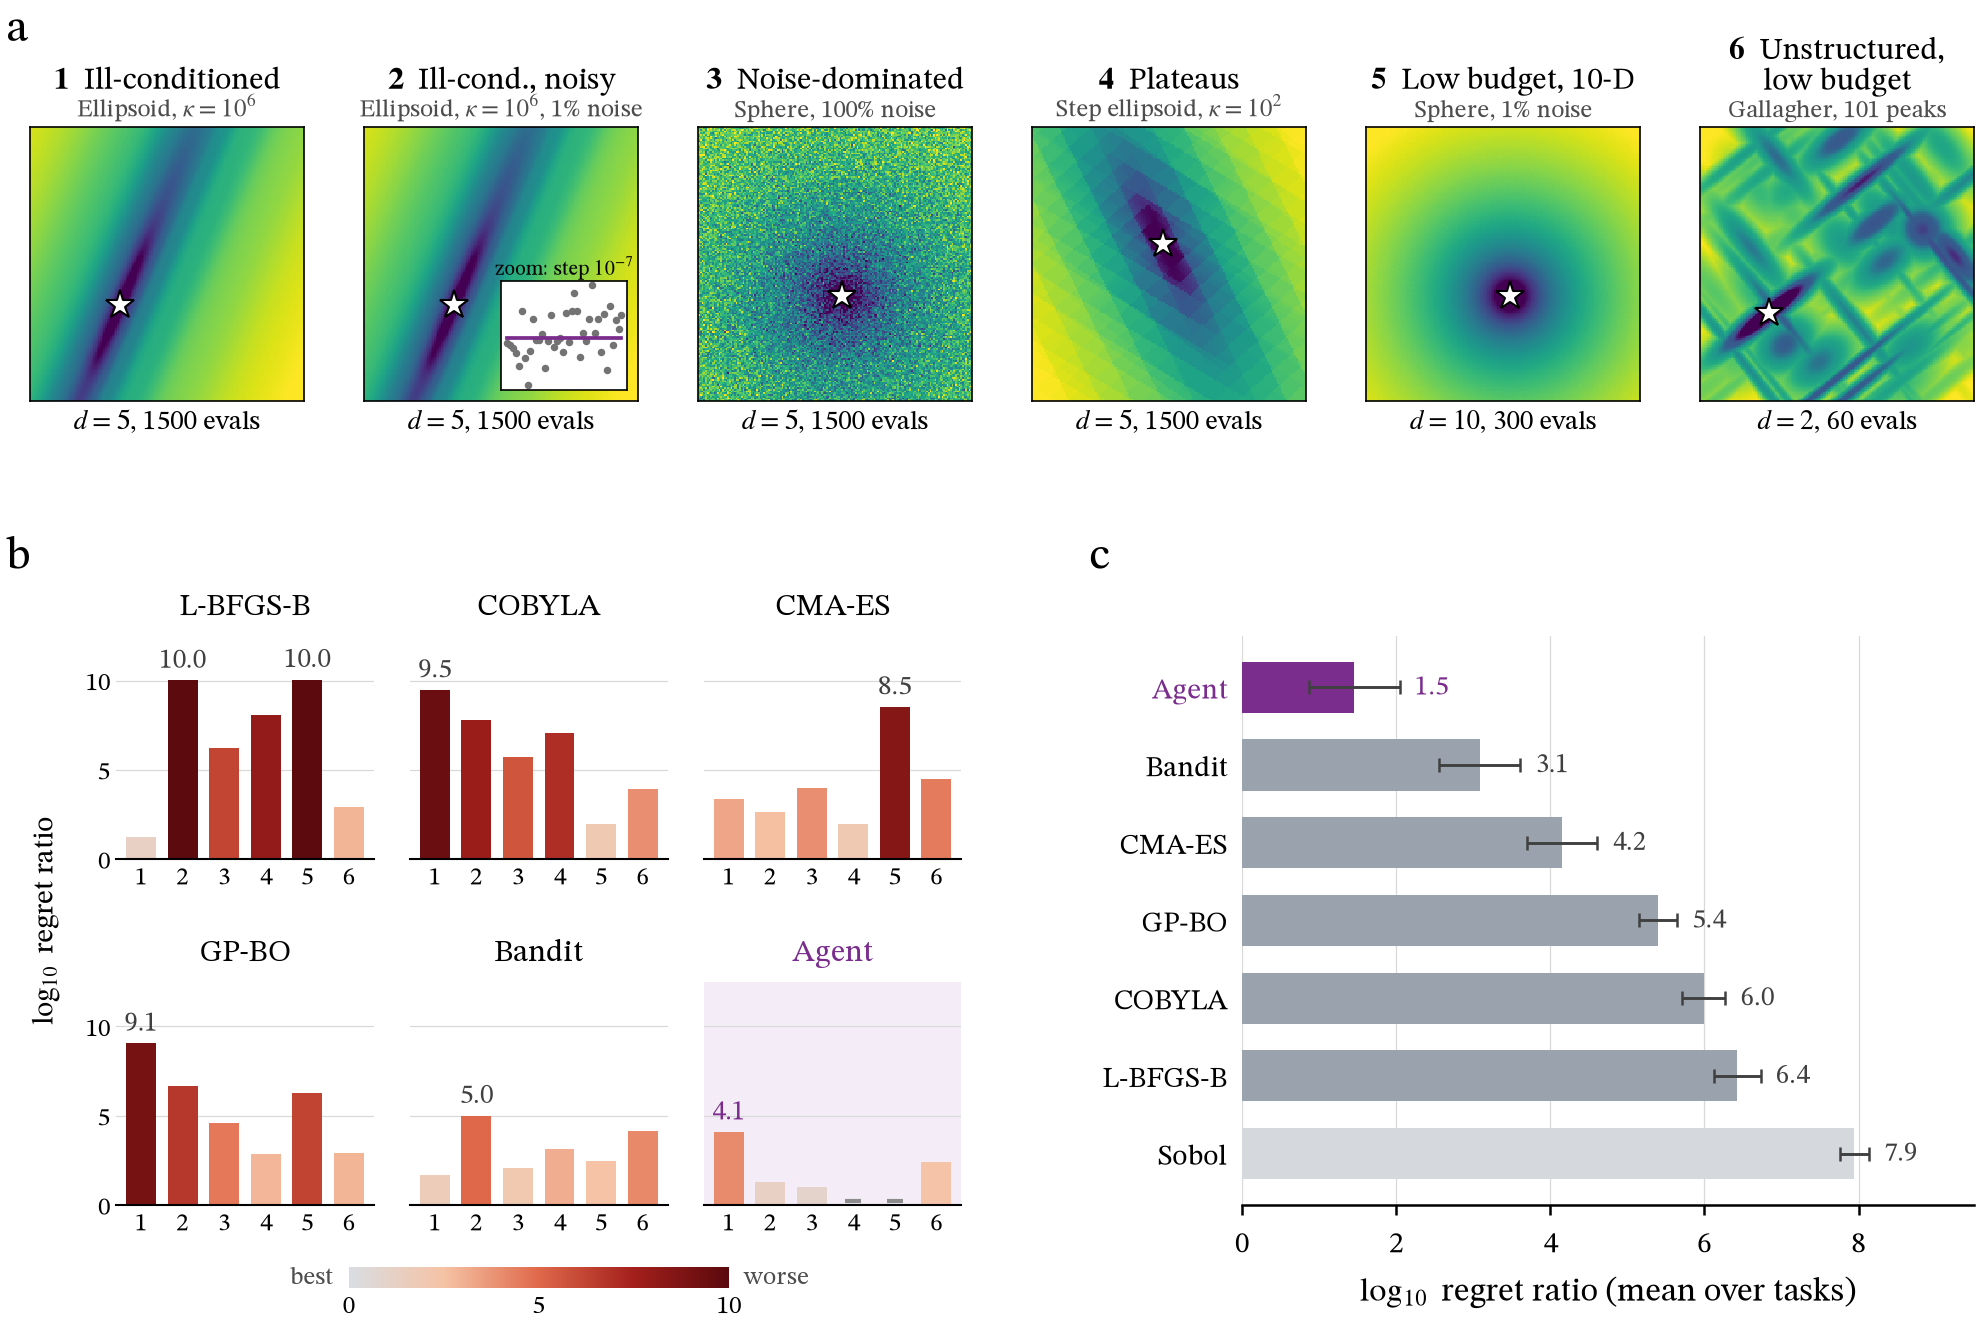 a
1 Ill-conditioned
Ellipsoid, κ = 10⁶
2 Ill-cond., noisy
Ellipsoid, κ = 10⁶, 1% noise
3 Noise-dominated
Sphere, 100% noise
4 Plateaus
Step ellipsoid, κ = 10²
5 Low budget, 10-D
Sphere, 1% noise
6 Unstructured,
low budget
Gallagher, 101 peaks
zoom: step 10⁻⁷
d = 5, 1500 evals
d = 5, 1500 evals
d = 5, 1500 evals
d = 5, 1500 evals
d = 10, 300 evals
d = 2, 60 evals
b
log₁₀ regret ratio
L-BFGS-B
10.0
10.0
10
5
0
1 2 3 4 5 6
COBYLA
9.5
1 2 3 4 5 6
CMA-ES
8.5
1 2 3 4 5 6
GP-BO
9.1
10
5
0
1 2 3 4 5 6
Bandit
5.0
1 2 3 4 5 6
Agent
4.1
1 2 3 4 5 6
best
worse
0 5 10
c
Agent 1.5
Bandit 3.1
CMA-ES 4.2
GP-BO 5.4
COBYLA 6.0
L-BFGS-B 6.4
Sobol 7.9
0 2 4 6 8
log₁₀ regret ratio (mean over tasks)